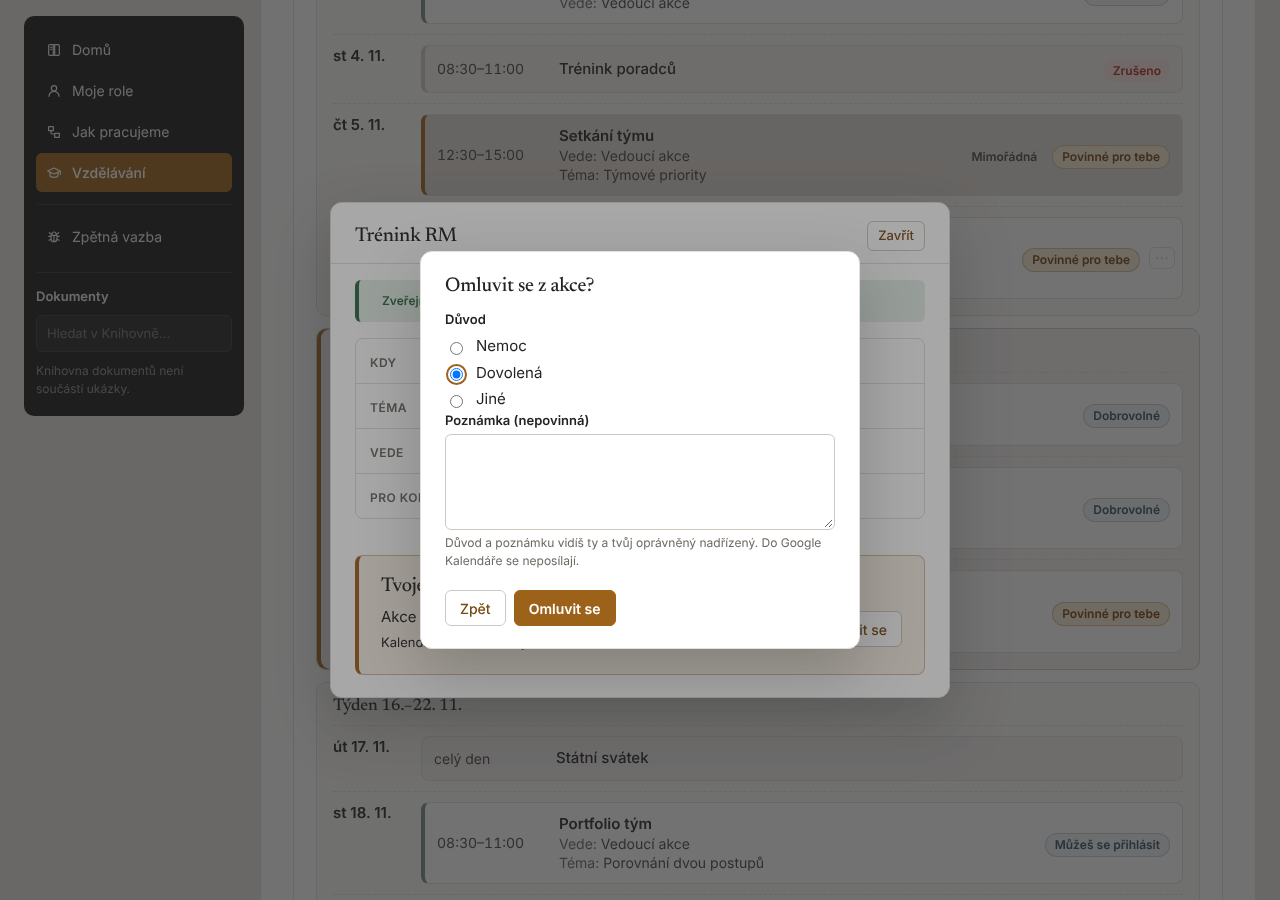 Domů
Moje role
Jak pracujeme
Vzdělávání
Zpětná vazba
Dokumenty
Hledat v Knihovně...
Knihovna dokumentů není
součástí ukázky.
Vede: Vedoucí akce
st 4. 11.
08:30–11:00
Trénink poradců
Zrušeno
čt 5. 11.
12:30–15:00
Setkání týmu
Vede: Vedoucí akce
Téma: Týmové priority
Mimořádná
Povinné pro tebe
Povinné pro tebe
Trénink RM
Zavřít
KDY
TÉMA
VEDE
Omluvit se z akce?
Důvod
Nemoc
Dovolená
Jiné
Poznámka (nepovinná)
Důvod a poznámku vidíš ty a tvůj oprávněný nadřízený. Do Google
Kalendáře se neposílají.
Zpět
Omluvit se
Akce
se
Dobrovolné
Dobrovolné
Povinné pro tebe
Týden 16.–22. 11.
út 17. 11.
celý den
Státní svátek
st 18. 11.
08:30–11:00
Portfolio tým
Vede: Vedoucí akce
Téma: Porovnání dvou postupů
Můžeš se přihlásit